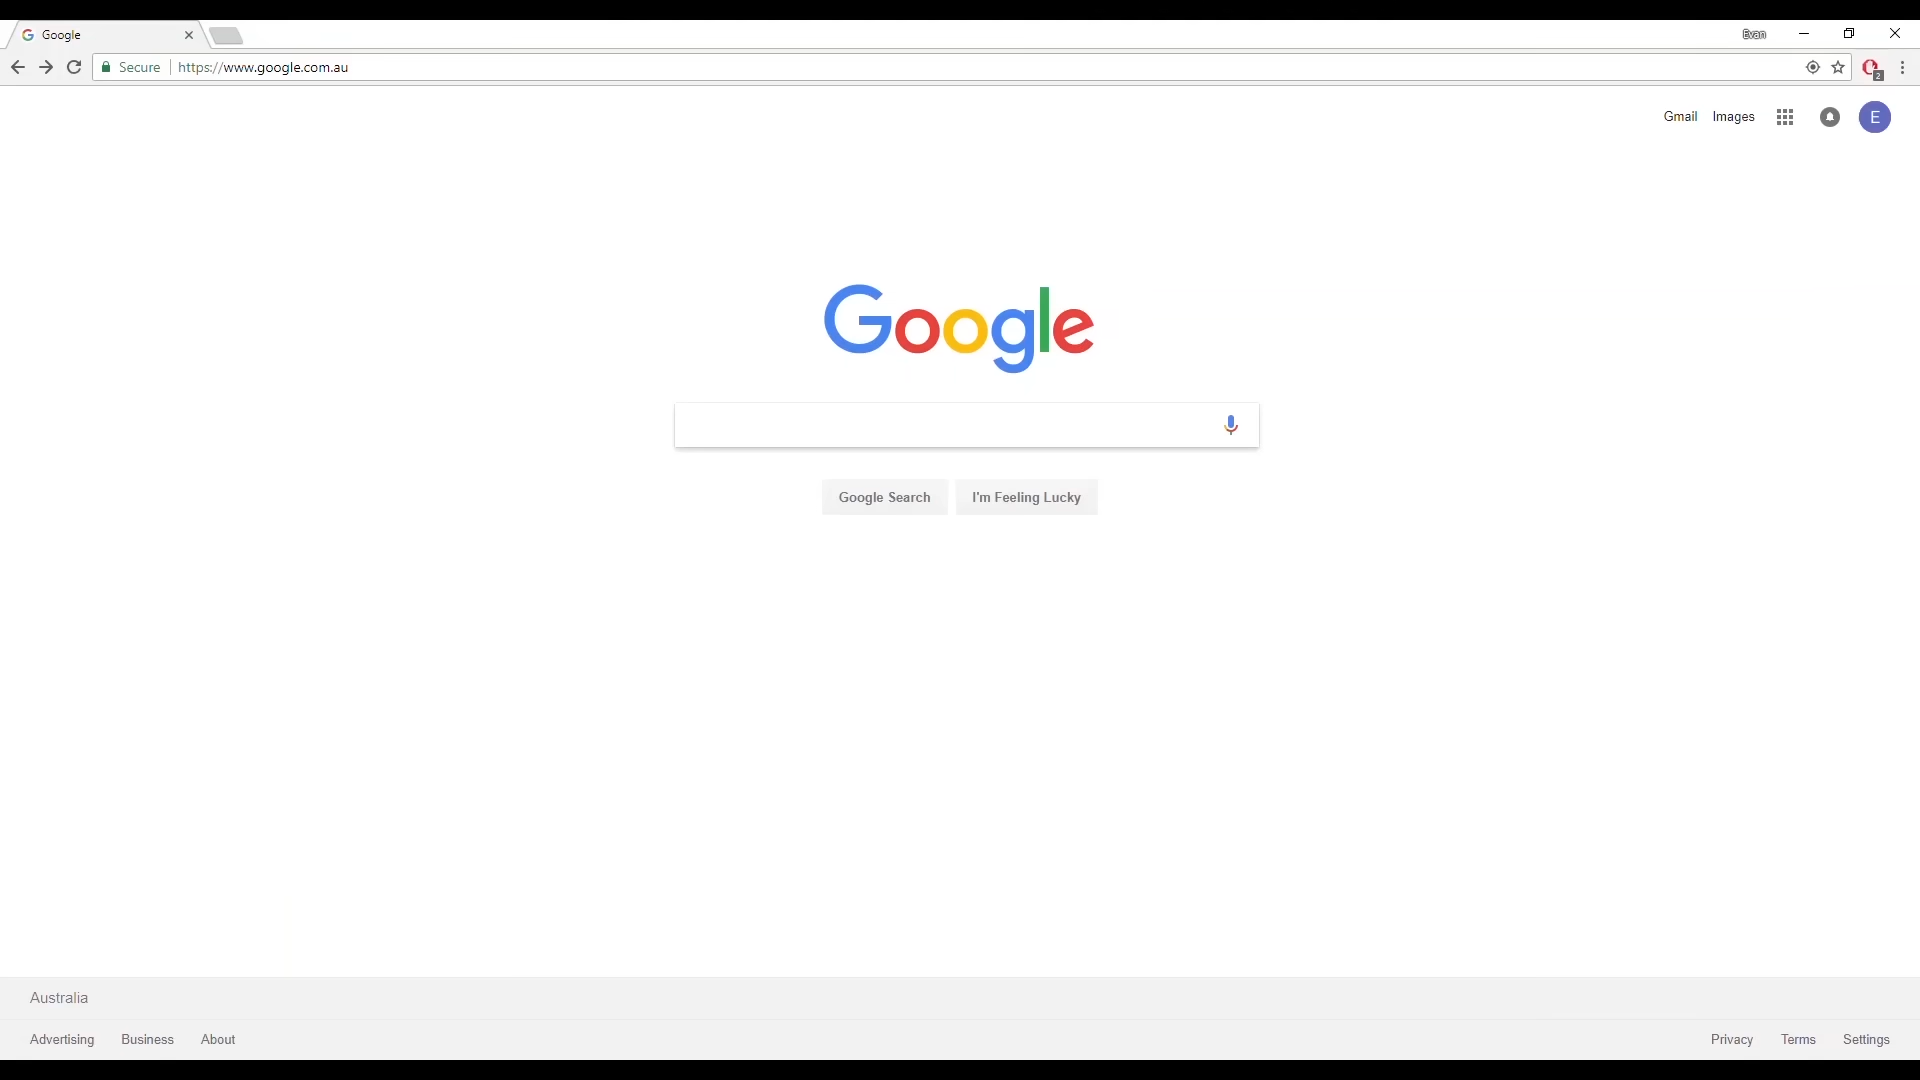 Google
Evan
Secure
https://www.google.com.au
2
Gmail
Images
E
Google
Google Search
I'm Feeling Lucky
Australia
Advertising
Business
About
Privacy
Terms
Settings